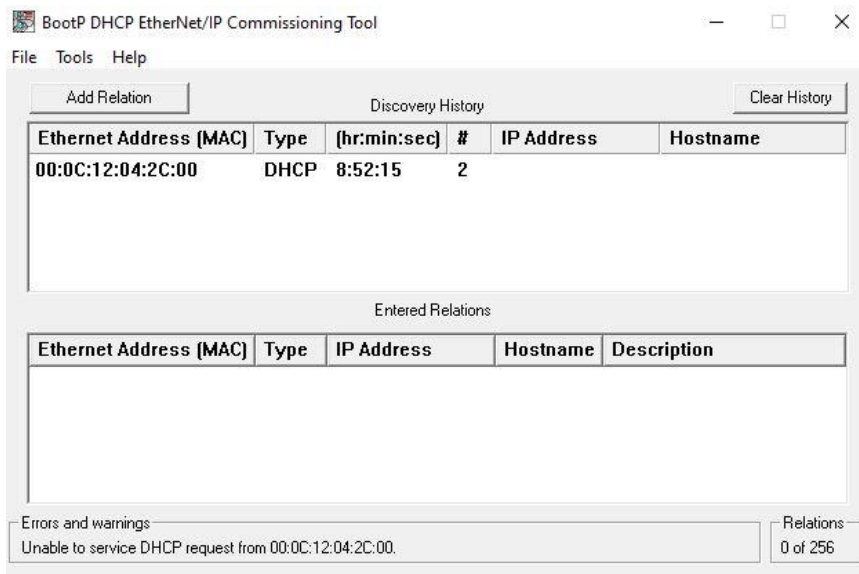 BootP DHCP EtherNet/IP Commissioning Tool
File Tools Help
Add Relation Discovery History Clear History
Ethernet Address (MAC) Type (hr:min:sec) # IP Address Hostname
00:0C:12:04:2C:00 DHCP 8:52:15 2
Entered Relations
Ethernet Address (MAC) Type IP Address Hostname Description
Errors and warnings Relations
Unable to service DHCP request from 00:0C:12:04:2C:00. 0 of 256